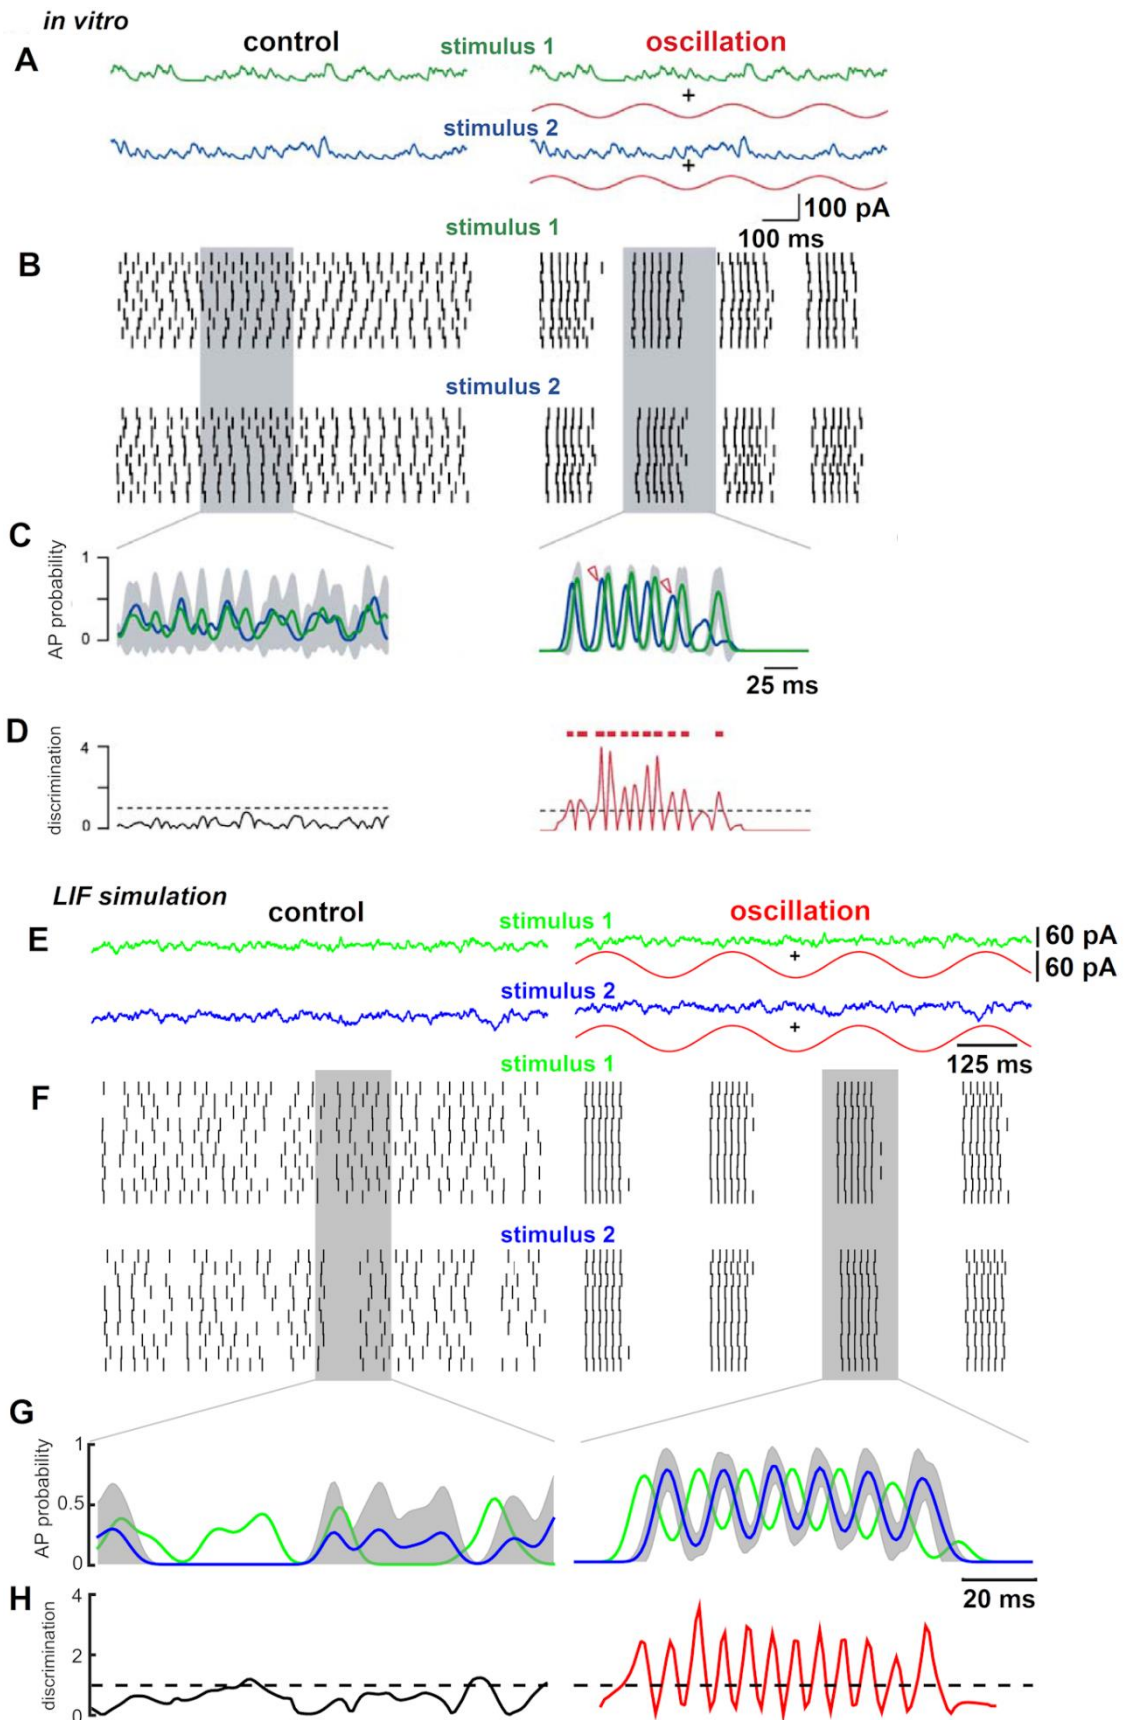 in vitro
A
control
stimulus 1
oscillation
+
stimulus 2
+
100 pA
100 ms
stimulus 1
B
stimulus 2
C
AP probability
1
0
25 ms
D
discrimination
4
0
LIF simulation
control
oscillation
E
stimulus 1
60 pA
+
60 pA
stimulus 2
+
125 ms
stimulus 1
F
stimulus 2
G
AP probability
1
0.5
0
20 ms
H
discrimination
4
2
0